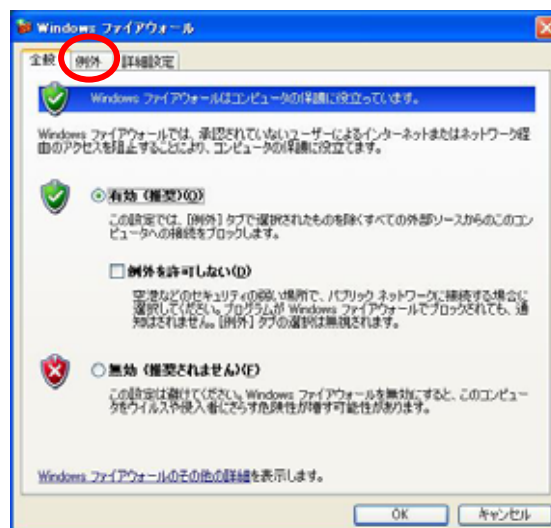 Windows ファイアウォール
全般 例外 詳細設定
Windows ファイアウォールはコンピュータの保護に役立っています。
Windows ファイアウォールでは、承認されていないユーザーによるインターネットまたはネットワーク経
由のアクセスを阻止することにより、コンピュータの保護に役立てます。
有効 (推奨)(O)
この設定では、[例外] タブで選択されたものを除くすべての外部ソースからのこのコン
ピュータへの接続をブロックします。
例外を許可しない(D)
空港などのセキュリティの弱い場所で、パブリック ネットワークに接続する場合に
選択してください。プログラムが Windows ファイアウォールでブロックされても、通
知はされません。[例外] タブの選択は無視されます。
無効 (推奨されません)(F)
この設定は避けてください。Windows ファイアウォールを無効にすると、このコンピュー
タをウイルスや侵入者にさらす危険性が増す可能性があります。
Windows ファイアウォールのその他の詳細を表示します。
OK キャンセル